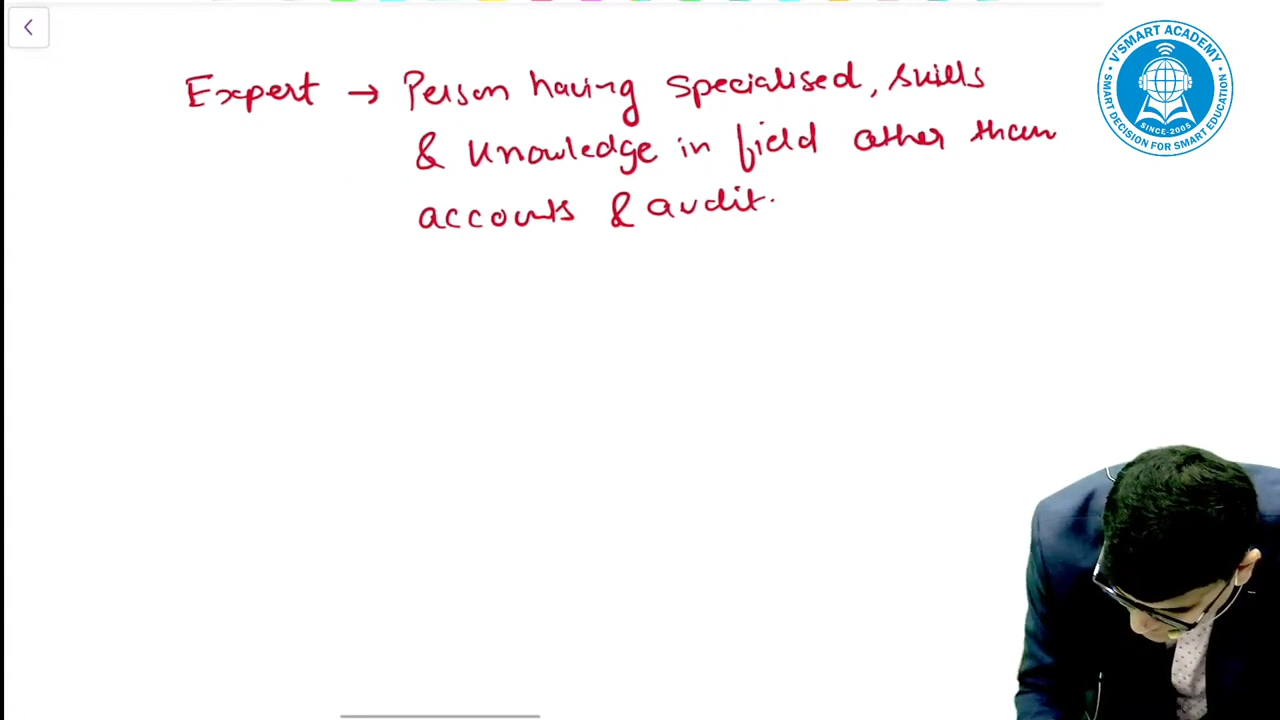 Expert → Person having specialised, skills
& knowledge in field other than
accounts & audit.
V'SMART ACADEMY
SINCE-2005
SMART DECISION FOR SMART EDUCATION